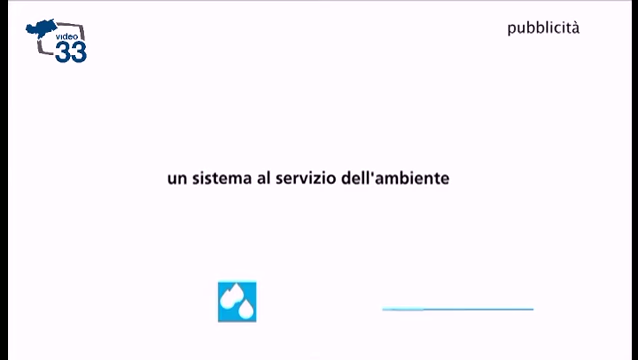 video
33
pubblicità
un sistema al servizio dell'ambiente